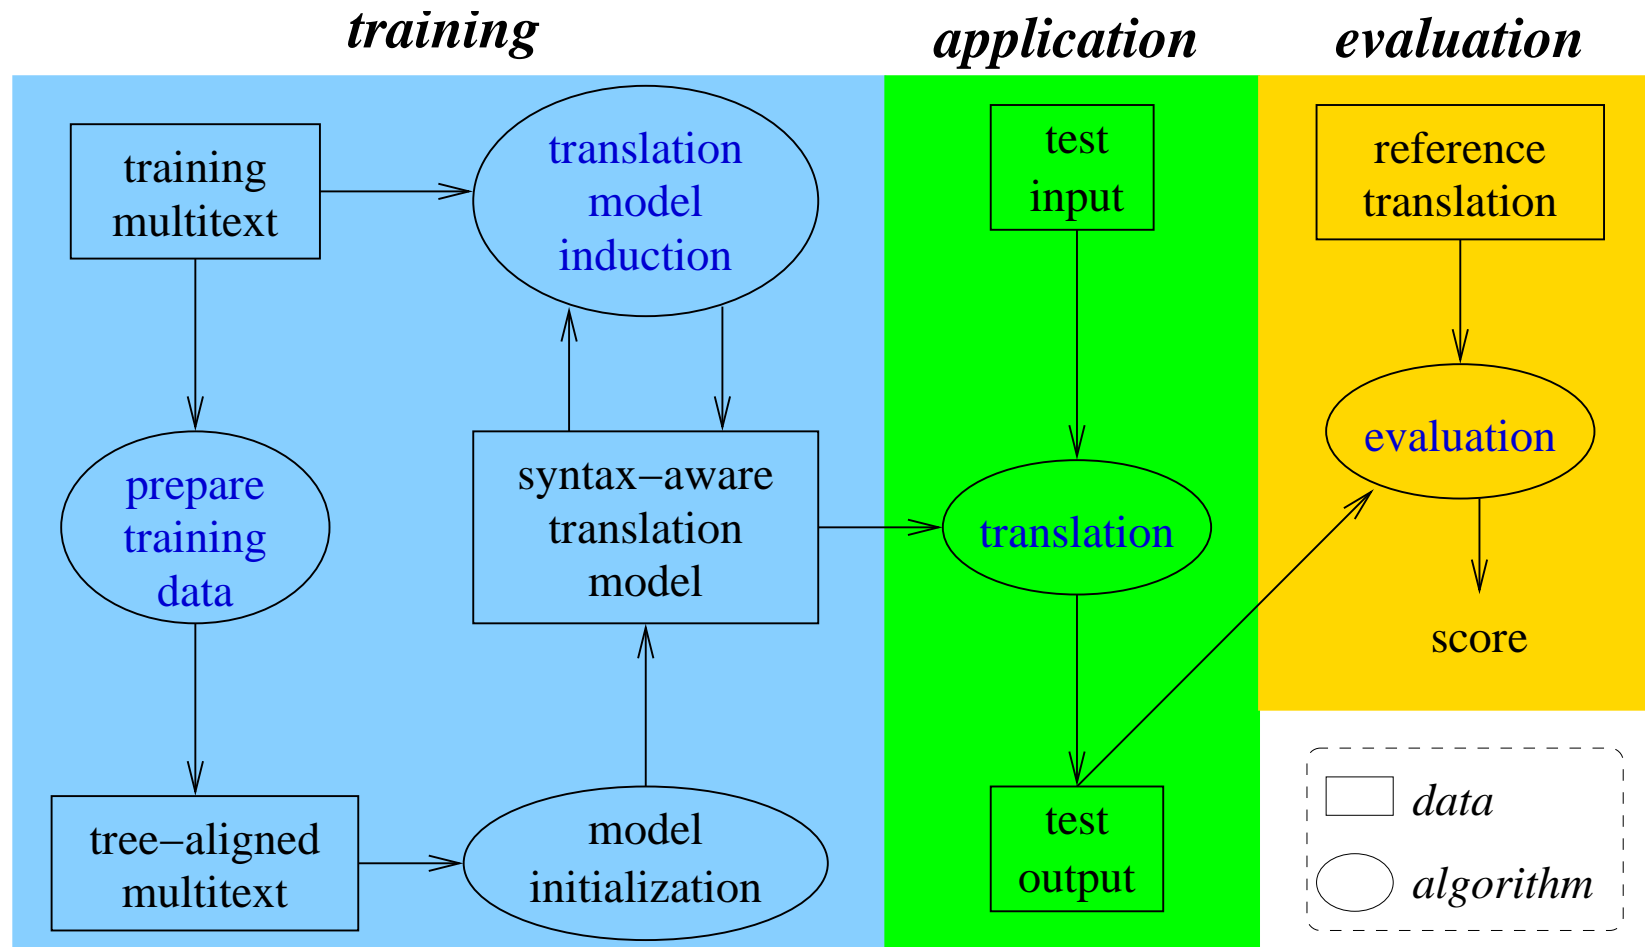 training
application
evaluation
training
multitext
translation
model
induction
test
input
reference
translation
prepare
training
data
syntax−aware
translation
model
translation
evaluation
score
tree−aligned
multitext
model
initialization
test
output
data
algorithm